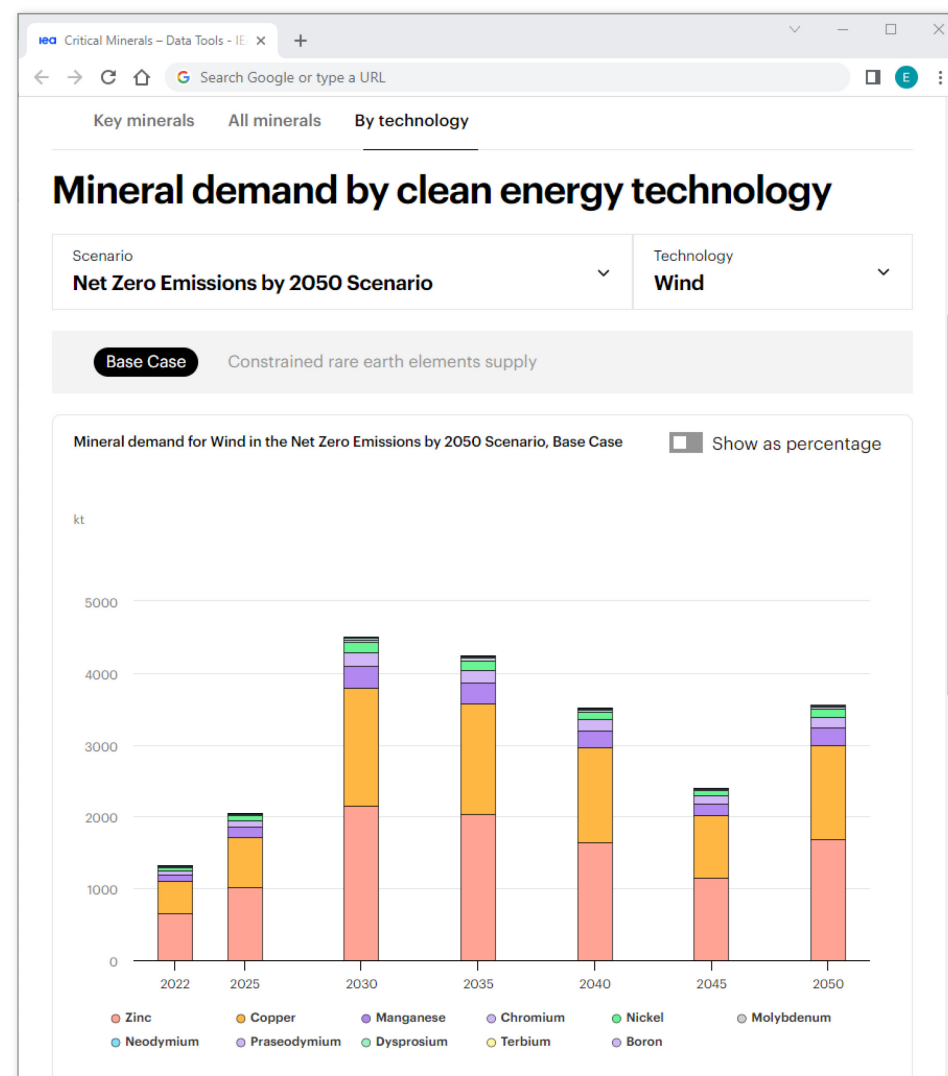 iea Critical Minerals – Data Tools - IE
Search Google or type a URL
E
Key minerals All minerals By technology
Mineral demand by clean energy technology
Scenario Technology
Net Zero Emissions by 2050 Scenario Wind
Base Case Constrained rare earth elements supply
Mineral demand for Wind in the Net Zero Emissions by 2050 Scenario, Base Case Show as percentage
kt
5000
4000
3000
2000
1000
0
2022 2025 2030 2035 2040 2045 2050
Zinc Copper Manganese Chromium Nickel Molybdenum
Neodymium Praseodymium Dysprosium Terbium Boron